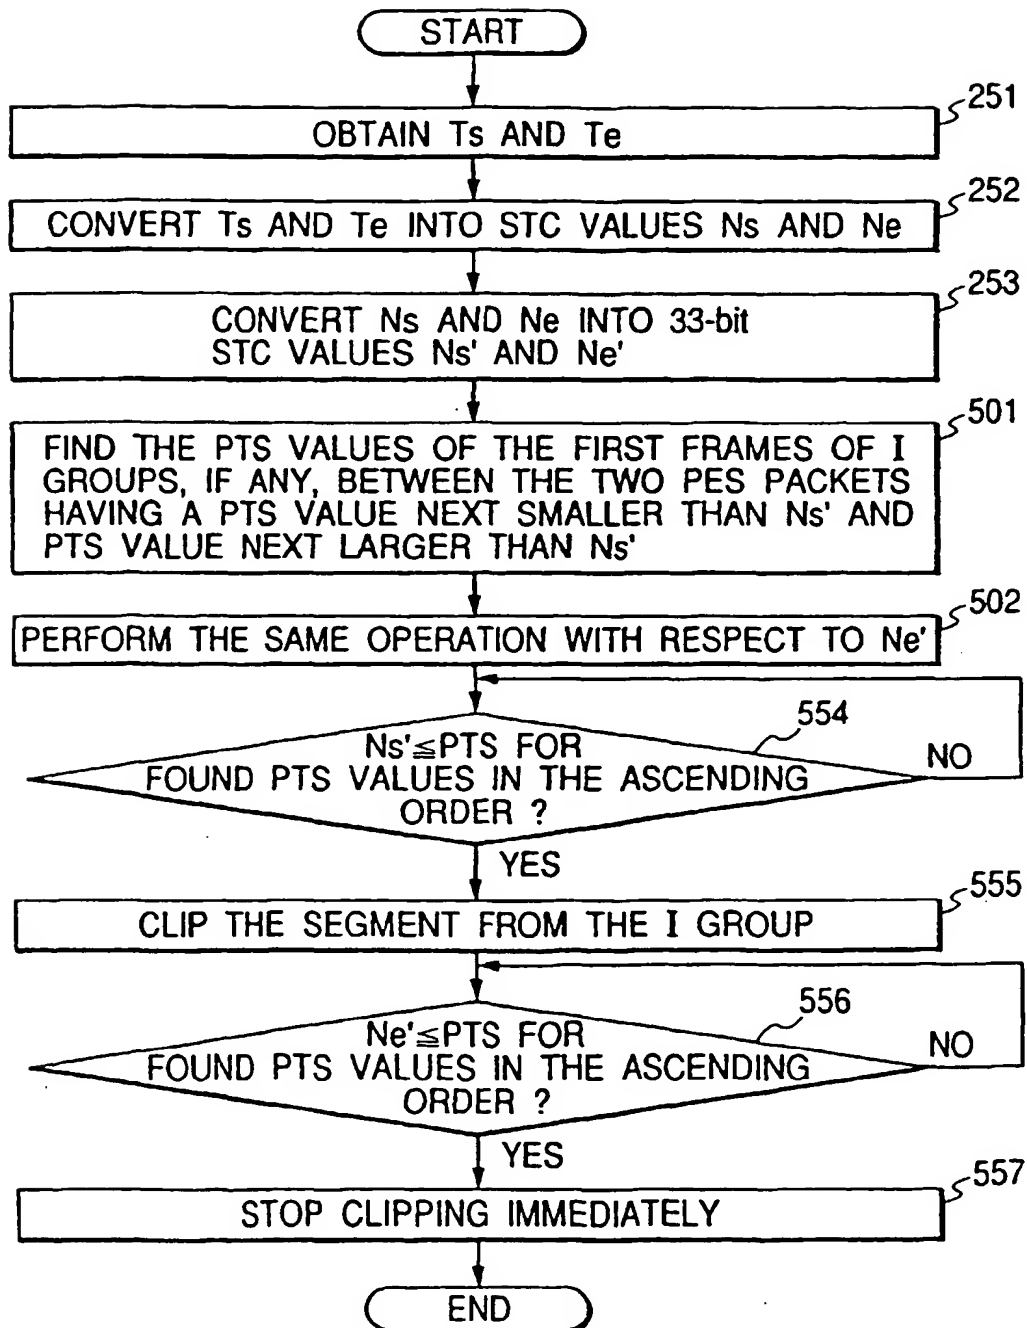 START
251
OBTAIN Ts AND Te
252
CONVERT Ts AND Te INTO STC VALUES Ns AND Ne
253
CONVERT Ns AND Ne INTO 33-bit
STC VALUES Ns' AND Ne'
501
FIND THE PTS VALUES OF THE FIRST FRAMES OF I
GROUPS, IF ANY, BETWEEN THE TWO PES PACKETS
HAVING A PTS VALUE NEXT SMALLER THAN Ns' AND
PTS VALUE NEXT LARGER THAN Ns'
502
PERFORM THE SAME OPERATION WITH RESPECT TO Ne'
554
Ns'≦PTS FOR
FOUND PTS VALUES IN THE ASCENDING
ORDER ?
NO
YES
555
CLIP THE SEGMENT FROM THE I GROUP
556
Ne'≦PTS FOR
FOUND PTS VALUES IN THE ASCENDING
ORDER ?
NO
YES
557
STOP CLIPPING IMMEDIATELY
END